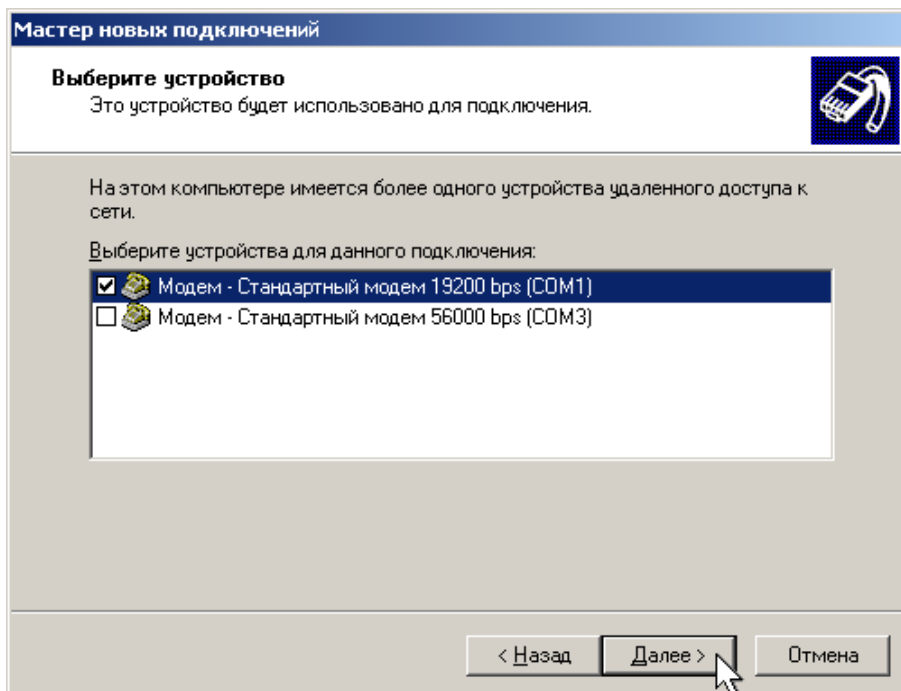 Мастер новых подключений
Выберите устройство
Это устройство будет использовано для подключения.
На этом компьютере имеется более одного устройства удаленного доступа к
сети.
Выберите устройства для данного подключения:
Модем - Стандартный модем 19200 bps (COM1)
Модем - Стандартный модем 56000 bps (COM3)
< Назад Далее > Отмена